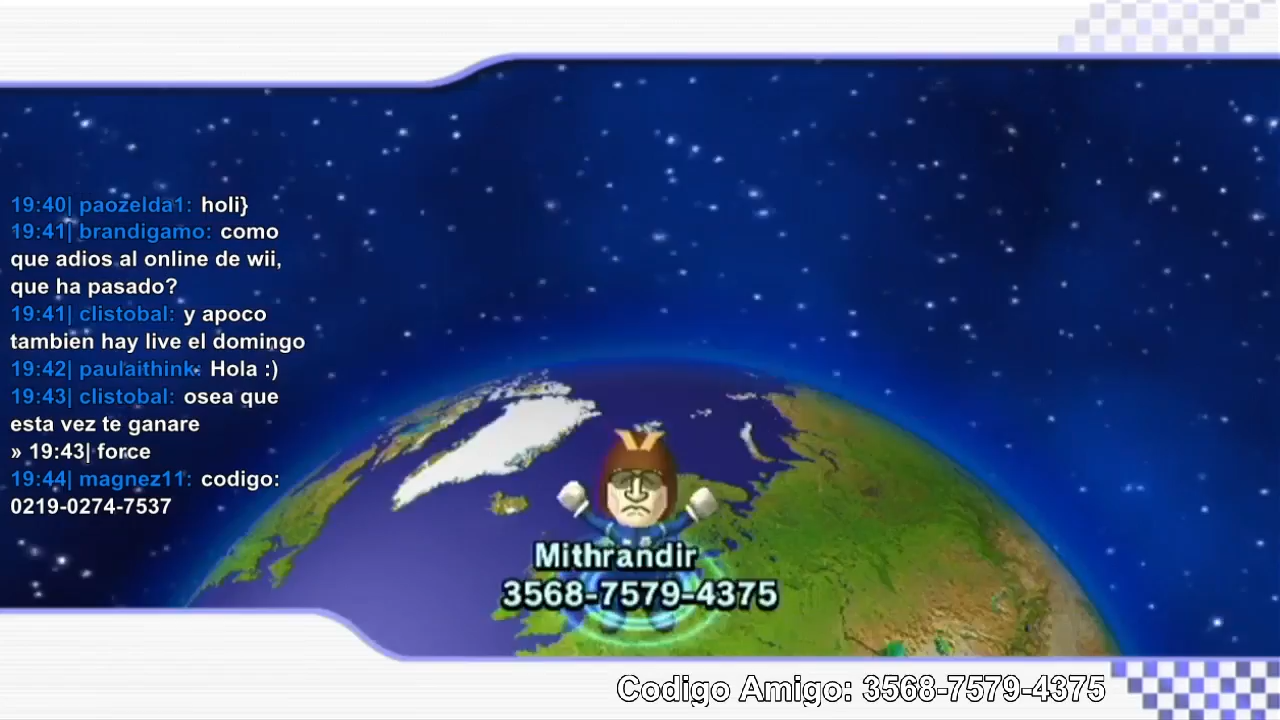 19:40| paozelda1: holi}
19:41| brandigamo: como
que adios al online de wii,
que ha pasado?
19:41| clistobal: y apoco
tambien hay live el domingo
19:42| paulaithink: Hola :)
19:43| clistobal: osea que
esta vez te ganare
» 19:43| force
19:44| magnez11: codigo:
0219-0274-7537
Mithrandir
3568-7579-4375
Codigo Amigo: 3568-7579-4375